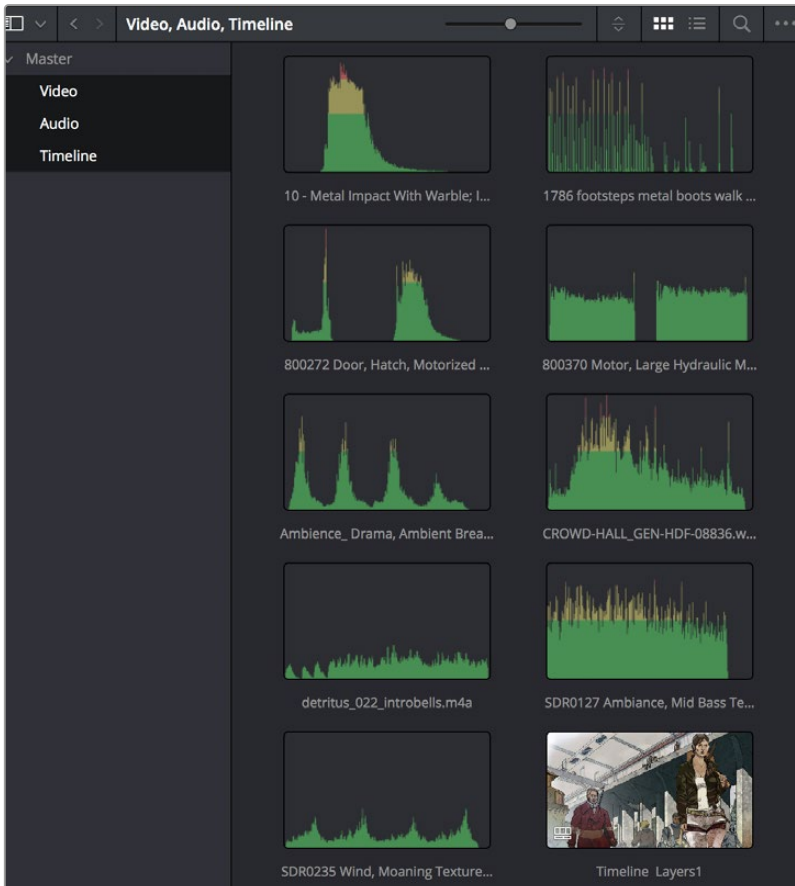 Video, Audio, Timeline
Master
Video
Audio
Timeline
10 - Metal Impact With Warble; I...
1786 footsteps metal boots walk ...
800272 Door, Hatch, Motorized ...
800370 Motor, Large Hydraulic M...
Ambience_ Drama, Ambient Brea...
CROWD-HALL_GEN-HDF-08836.w...
detritus_022_introbells.m4a
SDR0127 Ambiance, Mid Bass Te...
SDR0235 Wind, Moaning Texture...
Timeline Layers1